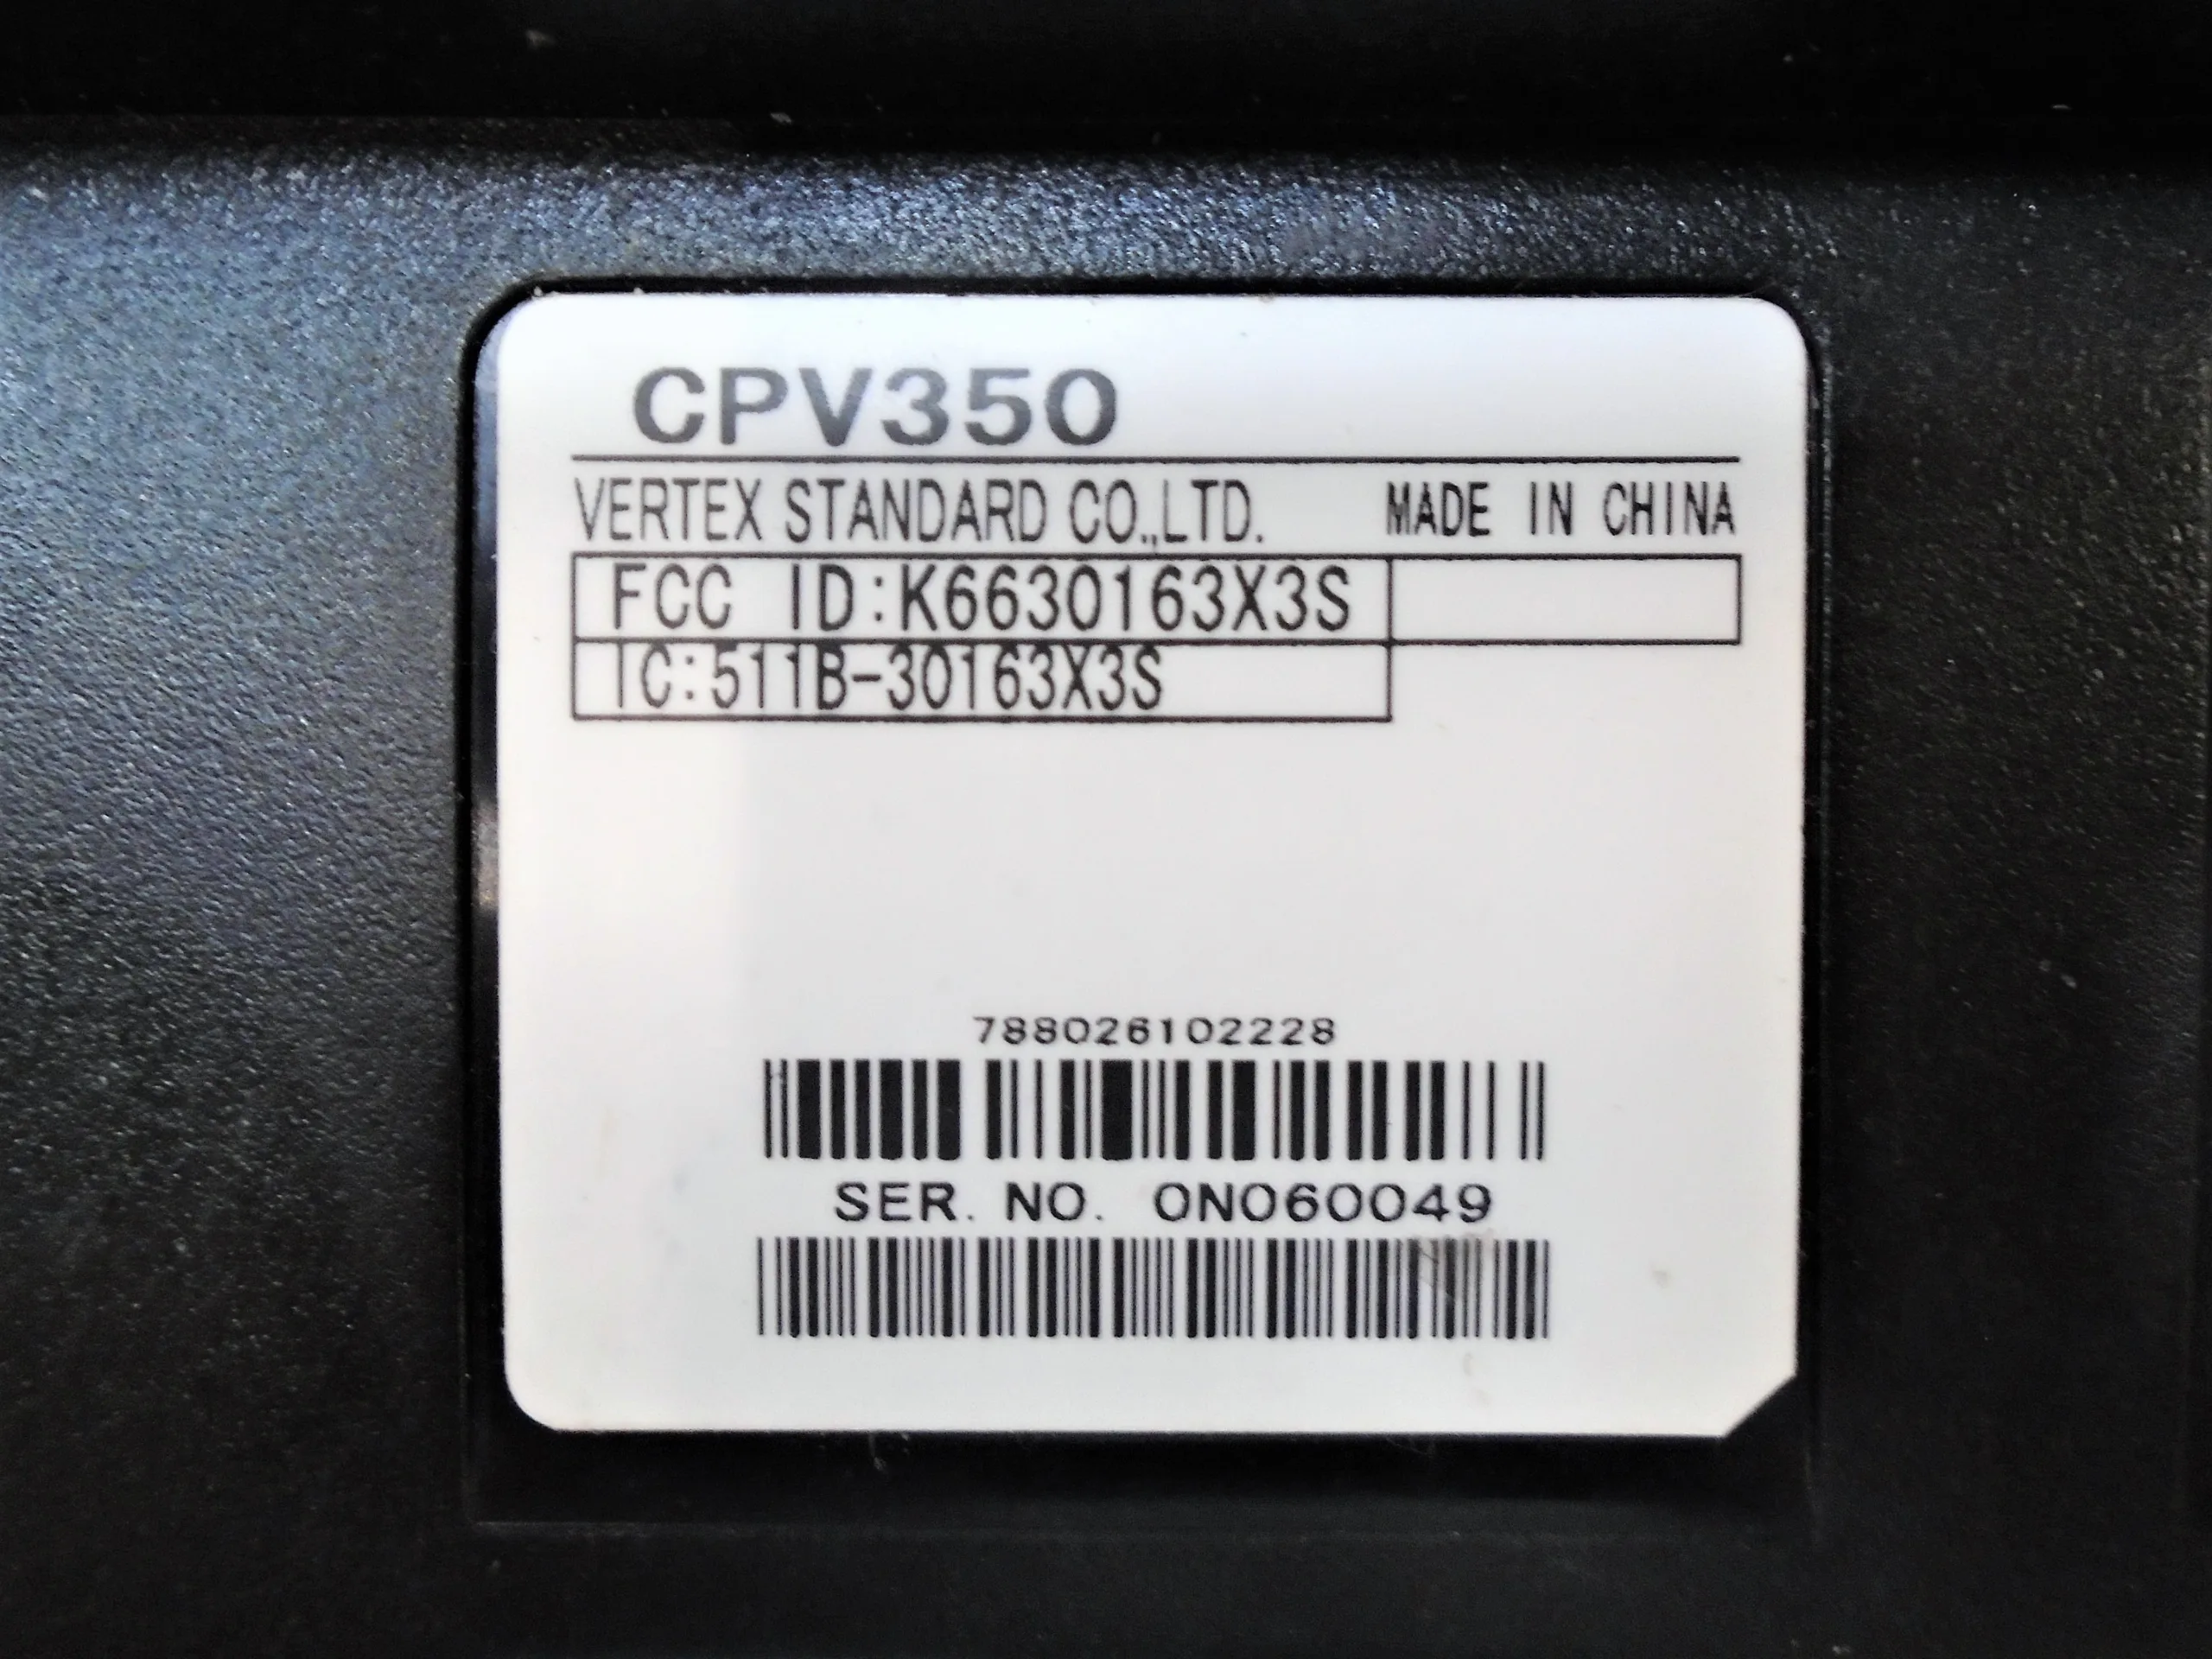 CPV350
VERTEX STANDARD CO.,LTD. MADE IN CHINA
FCC ID:K6630163X3S
IC:511B-30163X3S
788026102228
SER. NO. 0N060049